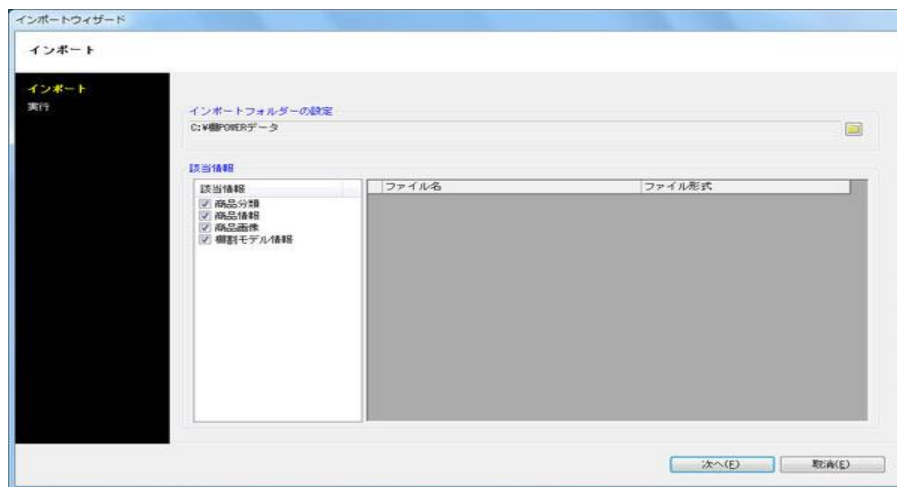 インポートウィザード
インポート
インポート
実行
インポートフォルダーの設定
C:¥棚POWERデータ
該当情報
該当情報
ファイル名 ファイル形式
商品分類
商品情報
商品画像
棚割モデル情報
次へ(F) 取消(E)